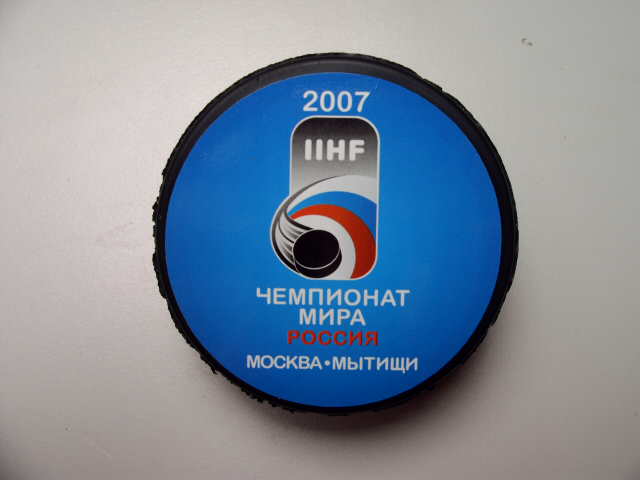 2007
IIHF
ЧЕМПИОНАТ
МИРА
РОССИЯ
МОСКВА•МЫТИЩИ